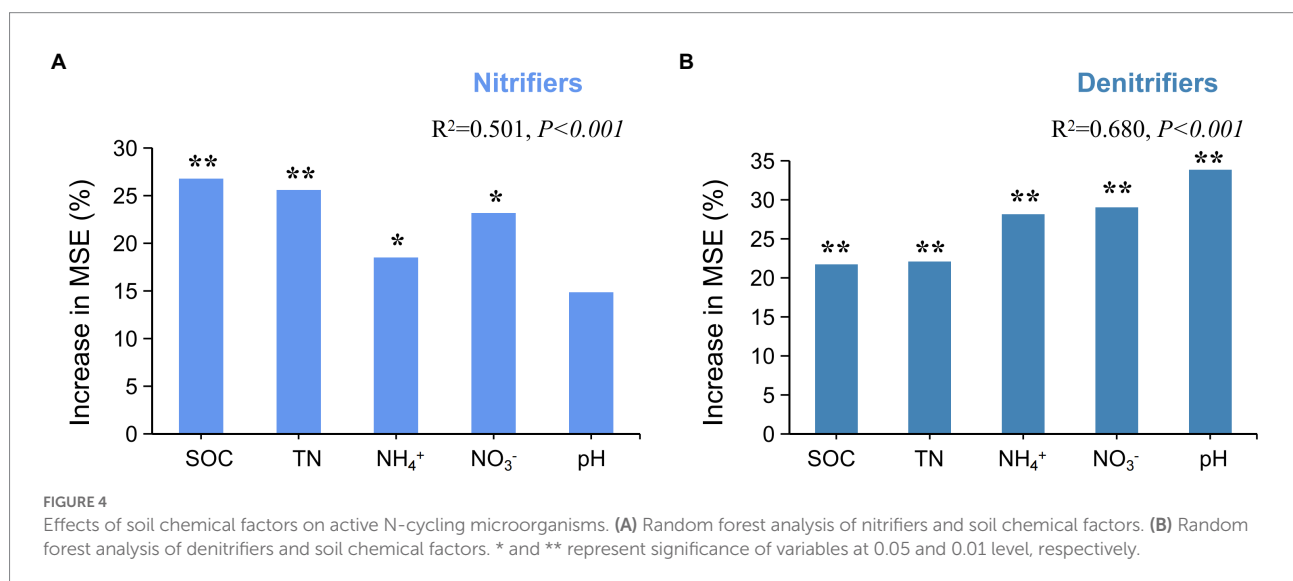 A
Nitrifiers
R²=0.501, P<0.001
Increase in MSE (%)
30
25
20
15
10
5
0
**
**
*
*
SOC TN NH₄⁺ NO₃⁻ pH
B
Denitrifiers
R²=0.680, P<0.001
Increase in MSE (%)
35
30
25
20
15
10
5
0
**
**
**
**
**
SOC TN NH₄⁺ NO₃⁻ pH
FIGURE 4
Effects of soil chemical factors on active N-cycling microorganisms. (A) Random forest analysis of nitrifiers and soil chemical factors. (B) Random
forest analysis of denitrifiers and soil chemical factors. * and ** represent significance of variables at 0.05 and 0.01 level, respectively.